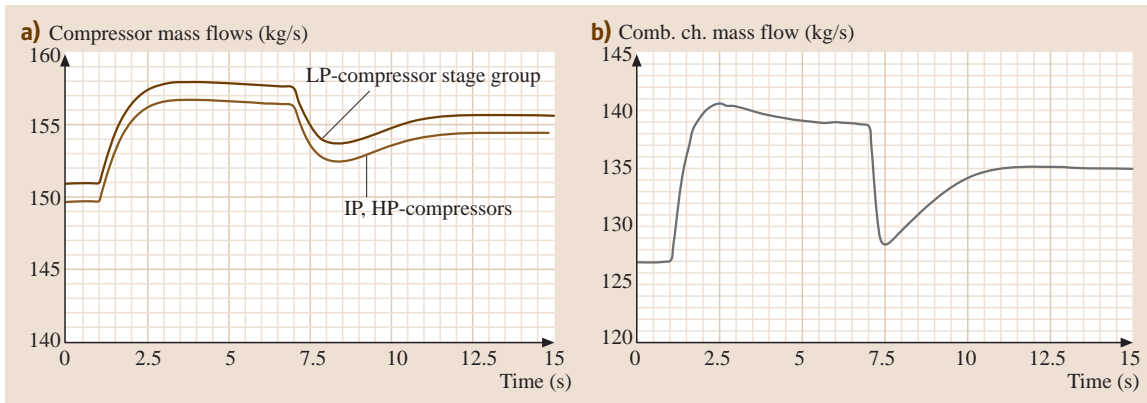 a) Compressor mass flows (kg/s)
160
155
150
145
140
0 2.5 5 7.5 10 12.5 15
Time (s)
LP-compressor stage group
IP, HP-compressors
b) Comb. ch. mass flow (kg/s)
145
140
135
130
125
120
0 2.5 5 7.5 10 12.5 15
Time (s)